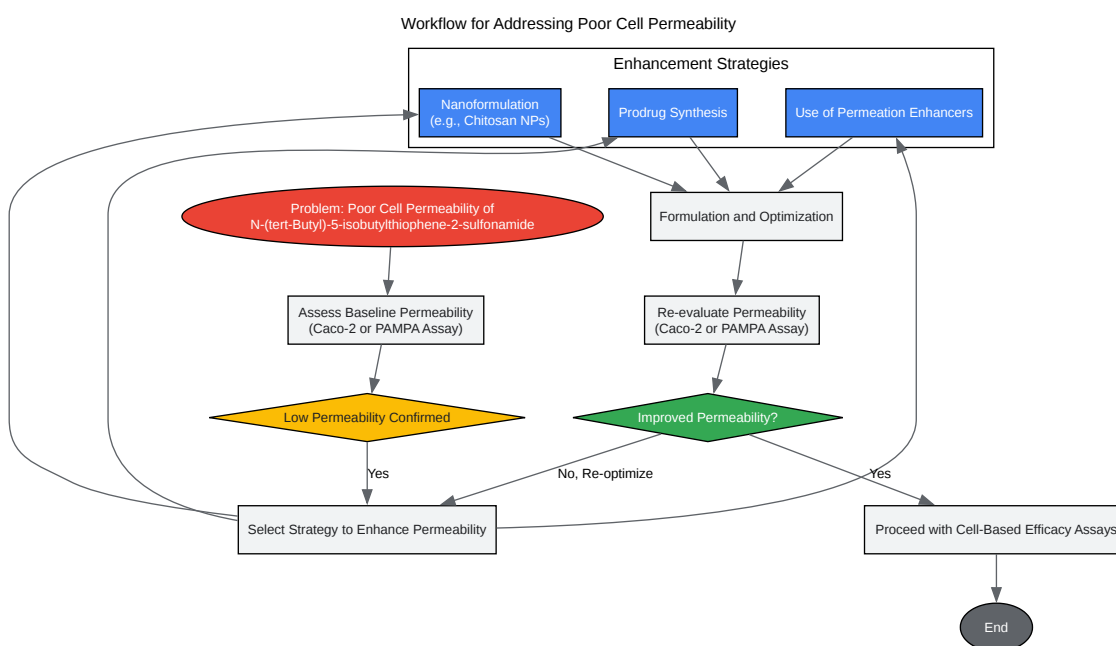 Workflow for Addressing Poor Cell Permeability
Enhancement Strategies
Nanoformulation
(e.g., Chitosan NPs)
Prodrug Synthesis
Use of Permeation Enhancers
Problem: Poor Cell Permeability of
N-(tert-Butyl)-5-isobutylthiophene-2-sulfonamide
Formulation and Optimization
Assess Baseline Permeability
(Caco-2 or PAMPA Assay)
Re-evaluate Permeability
(Caco-2 or PAMPA Assay)
Low Permeability Confirmed
Improved Permeability?
Yes
No, Re-optimize
Yes
Select Strategy to Enhance Permeability
Proceed with Cell-Based Efficacy Assays
End